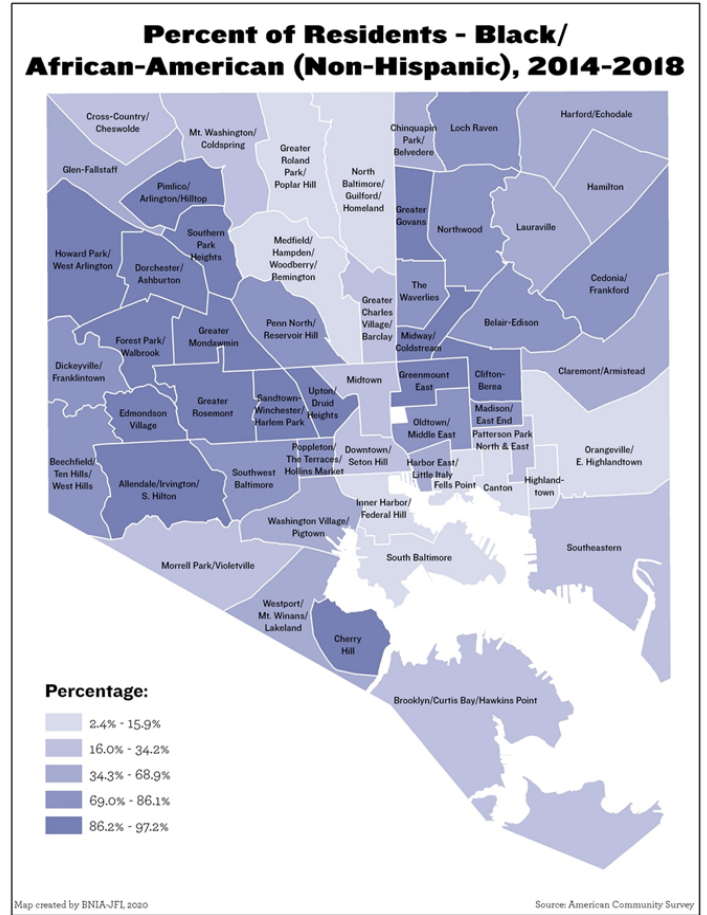 Percent of Residents - Black/
African-American (Non-Hispanic), 2014-2018
Cross-Country/
Cheswolde
Mt. Washington/
Coldspring
Greater
Roland
Park/
Poplar Hill
North
Baltimore/
Guilford/
Homeland
Chinquapin
Park/
Belvedere
Loch Raven
Harford/Echodale
Glen-Fallstaff
Pimlico/
Arlington/Hilltop
Hamilton
Greater
Govans
Northwood
Lauraville
Howard Park/
West Arlington
Southern
Park
Heights
Dorchester/
Ashburton
Medfield/
Hampden/
Woodberry/
Remington
Cedonia/
Frankford
The
Waverlies
Greater
Charles
Village/
Barclay
Belair-Edison
Forest Park/
Walbrook
Greater
Mondawmin
Penn North/
Reservoir Hill
Midway/
Coldstream
Dickeyville/
Franklintown
Claremont/Armistead
Midtown
Greenmount
East
Clifton-
Berea
Edmondson
Village
Greater
Rosemont
Sandtown-
Winchester/
Harlem Park
Upton/
Druid
Heights
Madison/
East End
Oldtown/
Middle East
Patterson Park
North & East
Orangeville/
E. Highlandtown
Beechfield/
Ten Hills/
West Hills
Allendale/Irvington/
S. Hilton
Southwest
Baltimore
Poppleton/
The Terraces/
Hollins Market
Downtown/
Seton Hill
Harbor East/
Little Italy
Fells Point
Canton
Highland-
town
Inner Harbor/
Federal Hill
Washington Village/
Pigtown
South Baltimore
Southeastern
Morrell Park/Violetville
Westport/
Mt. Winans/
Lakeland
Cherry
Hill
Brooklyn/Curtis Bay/Hawkins Point
Percentage:
2.4% - 15.9%
16.0% - 34.2%
34.3% - 68.9%
69.0% - 86.1%
86.2% - 97.2%
Map created by BNIA-JFI, 2020
Source: American Community Survey